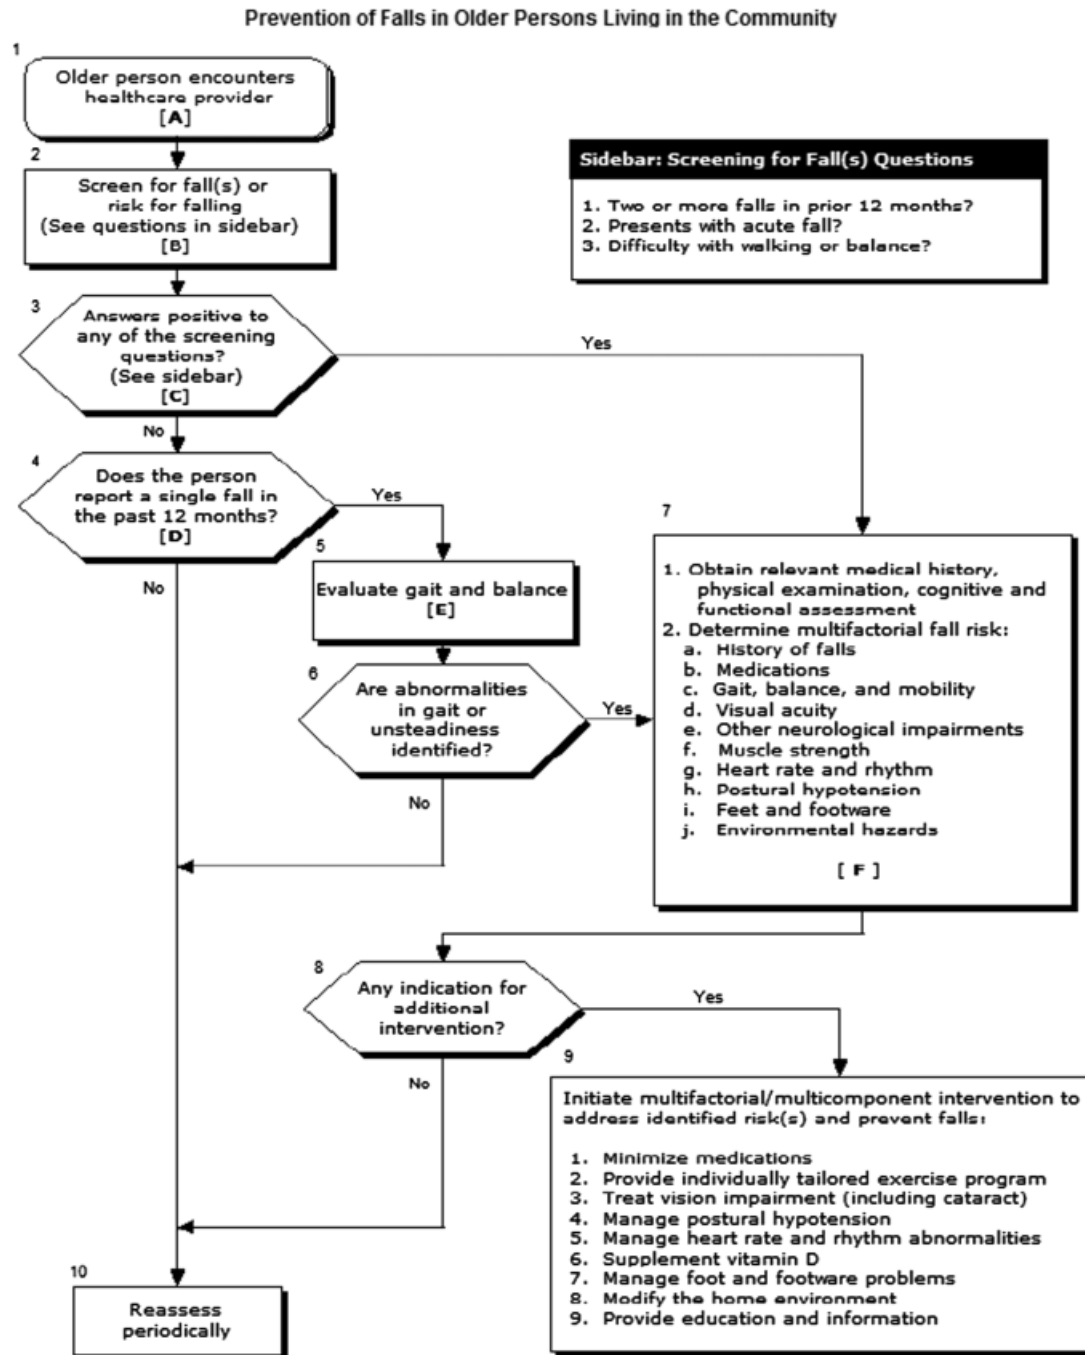 Prevention of Falls in Older Persons Living in the Community
1
Older person encounters
healthcare provider
[A]
2
Screen for fall(s) or
risk for falling
(See questions in sidebar)
[B]
Sidebar: Screening for Fall(s) Questions
1. Two or more falls in prior 12 months?
2. Presents with acute fall?
3. Difficulty with walking or balance?
3
Answers positive to
any of the screening
questions?
(See sidebar)
[C]
Yes
No
4
Does the person
report a single fall in
the past 12 months?
[D]
Yes
No
5
Evaluate gait and balance
[E]
6
Are abnormalities
in gait or
unsteadiness
identified?
Yes
No
7
1. Obtain relevant medical history,
physical examination, cognitive and
functional assessment
2. Determine multifactorial fall risk:
a. History of falls
b. Medications
c. Gait, balance, and mobility
d. Visual acuity
e. Other neurological impairments
f. Muscle strength
g. Heart rate and rhythm
h. Postural hypotension
i. Feet and footware
j. Environmental hazards
[ F ]
8
Any indication for
additional
intervention?
Yes
No
9
Initiate multifactorial/multicomponent intervention to
address identified risk(s) and prevent falls:
1. Minimize medications
2. Provide individually tailored exercise program
3. Treat vision impairment (including cataract)
4. Manage postural hypotension
5. Manage heart rate and rhythm abnormalities
6. Supplement vitamin D
7. Manage foot and footware problems
8. Modify the home environment
9. Provide education and information
10
Reassess
periodically